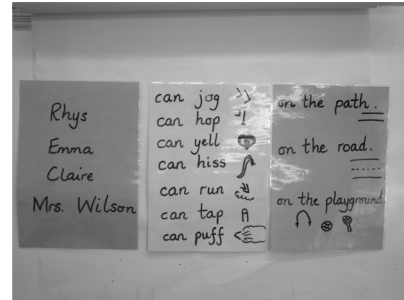 Rhys
Emma
Claire
Mrs. Wilson
can jog
can hop
can yell
can hiss
can run
can tap
can puff
on the path.
on the road.
on the playground